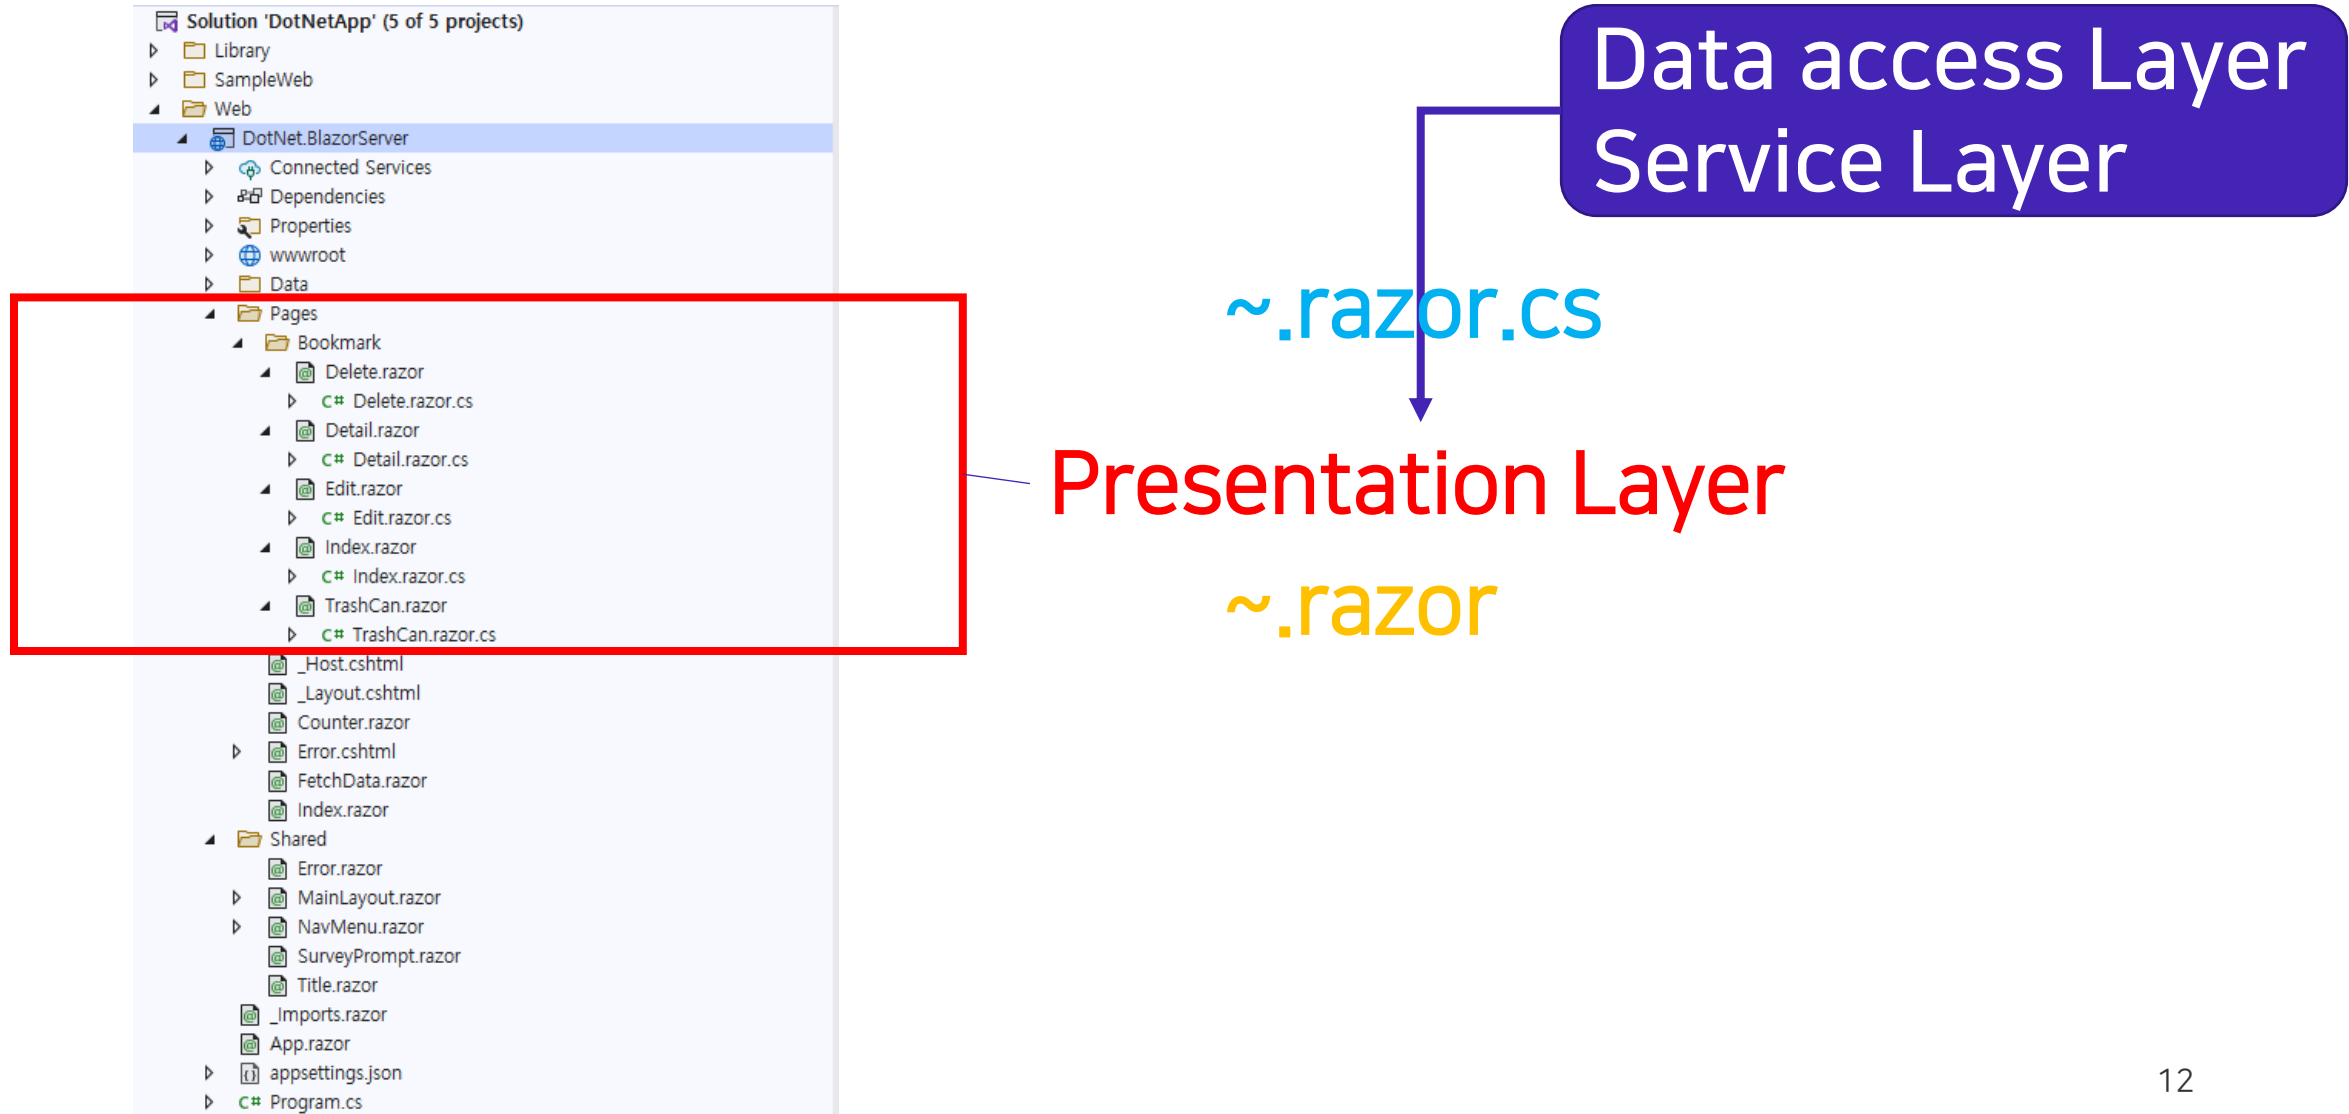 Solution 'DotNetApp' (5 of 5 projects)
Library
SampleWeb
Web
DotNet.BlazorServer
Connected Services
Dependencies
Properties
wwwroot
Data
Pages
Bookmark
Delete.razor
C# Delete.razor.cs
Detail.razor
C# Detail.razor.cs
Edit.razor
C# Edit.razor.cs
Index.razor
C# Index.razor.cs
TrashCan.razor
C# TrashCan.razor.cs
_Host.cshtml
_Layout.cshtml
Counter.razor
Error.cshtml
FetchData.razor
Index.razor
Shared
Error.razor
MainLayout.razor
NavMenu.razor
SurveyPrompt.razor
Title.razor
_Imports.razor
App.razor
appsettings.json
C# Program.cs
Data access Layer
Service Layer
~.razor.cs
Presentation Layer
~.razor
12